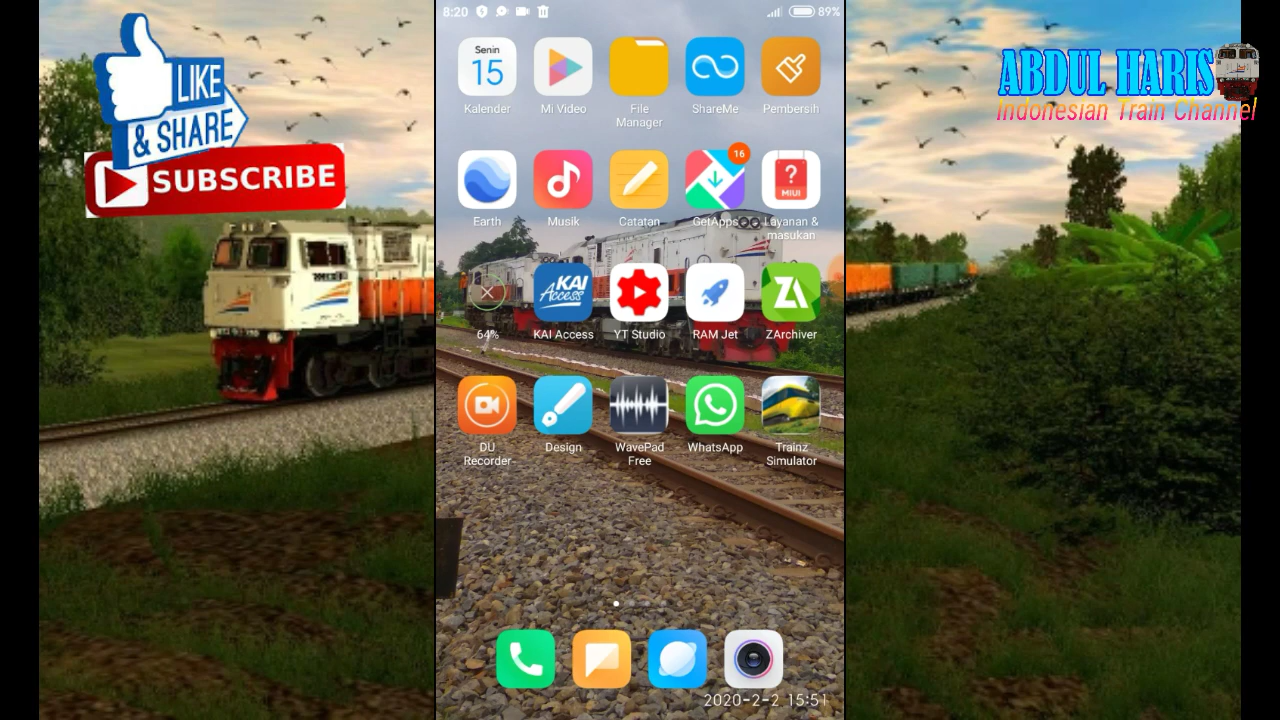 LIKE
& SHARE
SUBSCRIBE
8:20
89%
ABDUL HARIS
Indonesian Train Channel
Senin
15
Kalender
Mi Video
File
Manager
ShareMe
Pembersih
16
Earth
Musik
Catatan
GetApps
?
MIUI
Layanan &
masukan
64%
KAI
Access
KAI Access
YT Studio
RAM Jet
ZA
ZArchiver
DU
Recorder-
Design
WavePad
Free
WhatsApp
Trainz
Simulator
2020-2-2 15:51